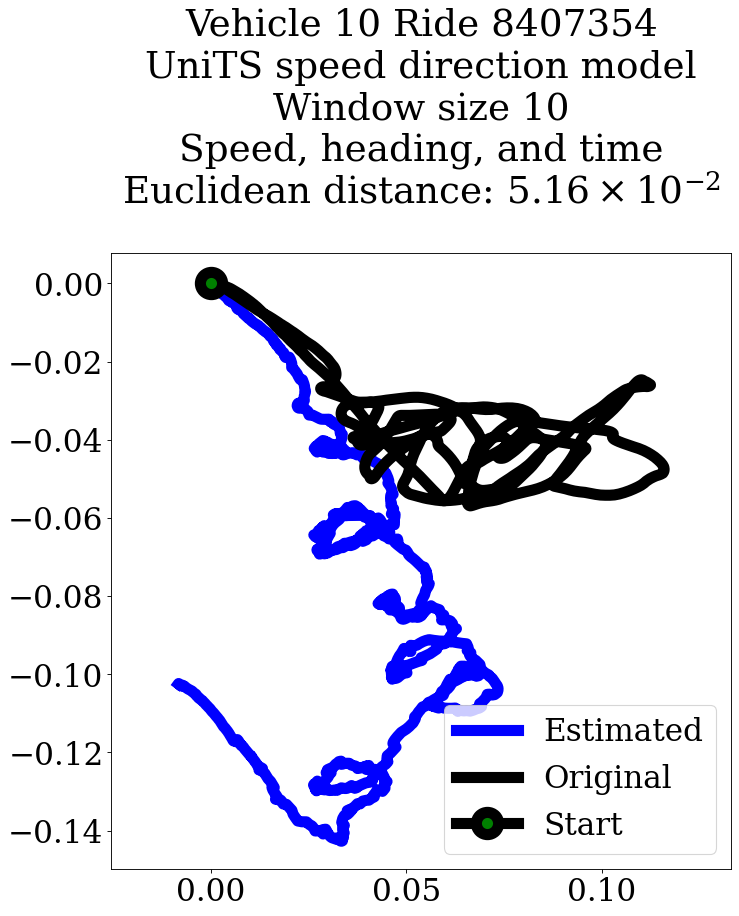 Vehicle 10 Ride 8407354
UniTS speed direction model
Window size 10
Speed, heading, and time
Euclidean distance: 5.16 × 10⁻²
0.00
−0.02
−0.04
−0.06
−0.08
−0.10
−0.12
−0.14
Estimated
Original
Start
0.00 0.05 0.10